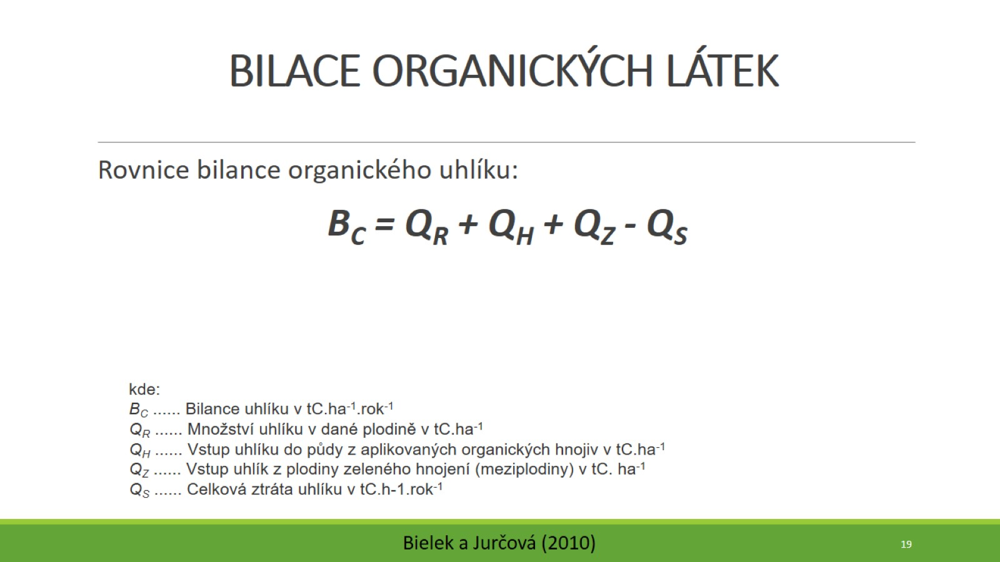 BILACE ORGANICKÝCH LÁTEK
Rovnice bilance organického uhlíku:
B_C = Q_R + Q_H + Q_Z - Q_S
kde:
B_C ...... Bilance uhlíku v tC.ha⁻¹.rok⁻¹
Q_R ...... Množství uhlíku v dané plodině v tC.ha⁻¹
Q_H ...... Vstup uhlíku do půdy z aplikovaných organických hnojiv v tC.ha⁻¹
Q_Z ...... Vstup uhlík z plodiny zeleného hnojení (meziplodiny) v tC. ha⁻¹
Q_S ...... Celková ztráta uhlíku v tC.h-1.rok⁻¹
Bielek a Jurčová (2010)
19